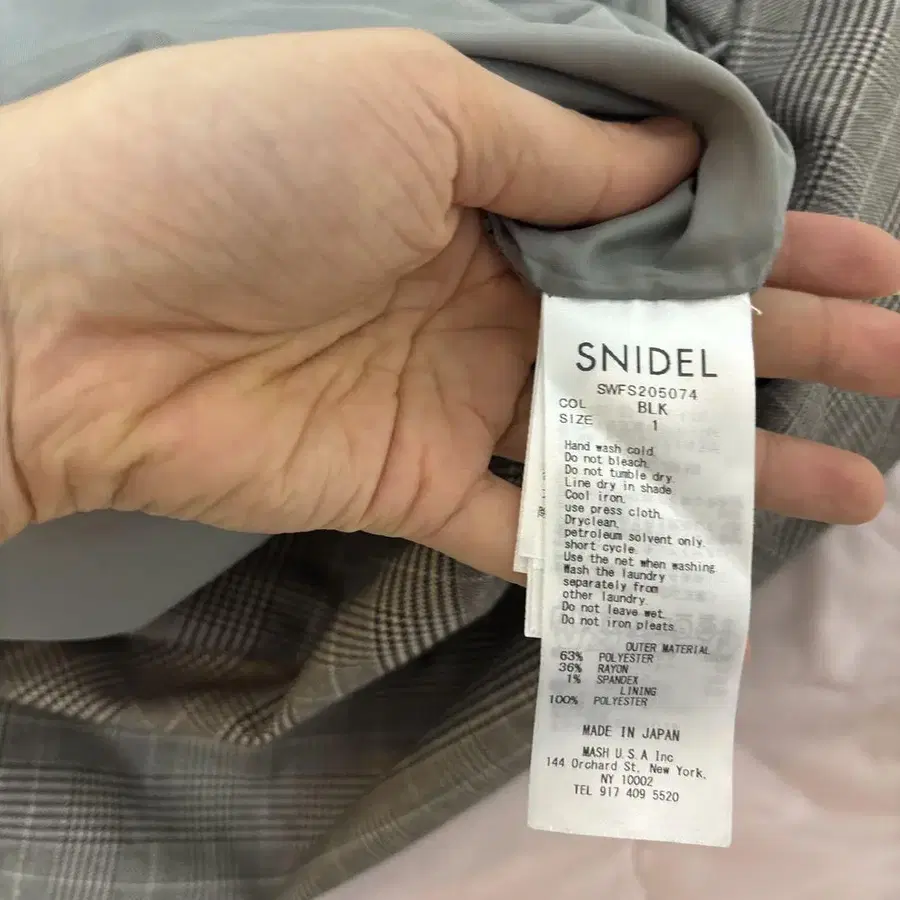 SNIDEL
SWFS205074
COL BLK
SIZE 1
Hand wash cold.
Do not bleach.
Do not tumble dry.
Line dry in shade
Cool iron.
use press cloth.
Dryclean.
petroleum solvent only.
short cycle.
Use the net when washing.
Wash the laundry
separately from
other laundry.
Do not leave wet.
Do not iron pleats.
OUTER MATERIAL
63% POLYESTER
36% RAYON
1% SPANDEX
LINING
100% POLYESTER
MADE IN JAPAN
MASH U.S.A Inc
144 Orchard St, New York,
NY 10002
TEL 917 409 5520